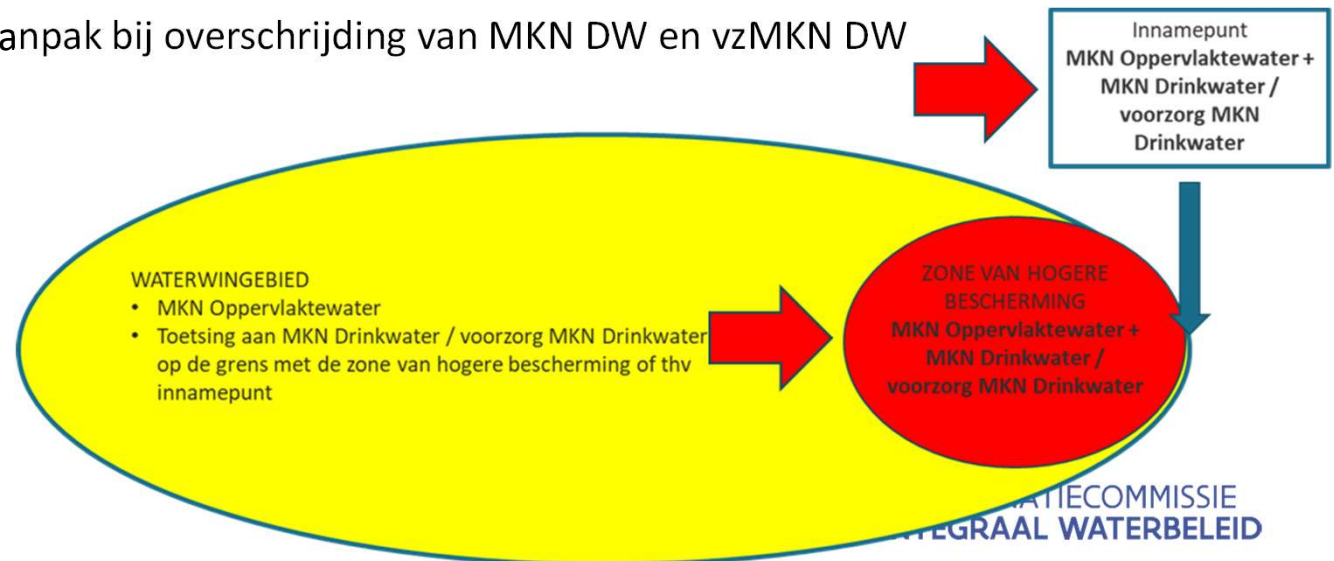 anpak bij overschrijding van MKN DW en vzMKN DW
Innamepunt
MKN Oppervlaktewater +
MKN Drinkwater /
voorzorg MKN
Drinkwater
WATERWINGEBIED
• MKN Oppervlaktewater
• Toetsing aan MKN Drinkwater / voorzorg MKN Drinkwater
op de grens met de zone van hogere bescherming of thv
innamepunt
ZONE VAN HOGERE
BESCHERMING
MKN Oppervlaktewater +
MKN Drinkwater /
voorzorg MKN Drinkwater
ATIECOMMISSIE
NTEGRAAL WATERBELEID